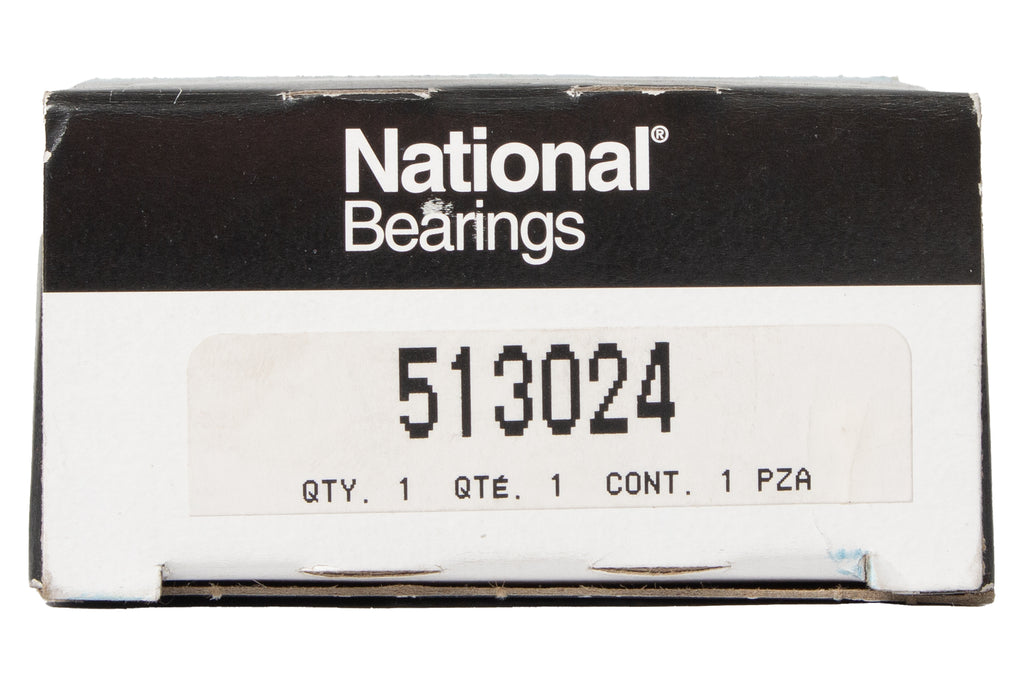 National®
Bearings
513024
QTY. 1 QTÉ. 1 CONT. 1 PZA